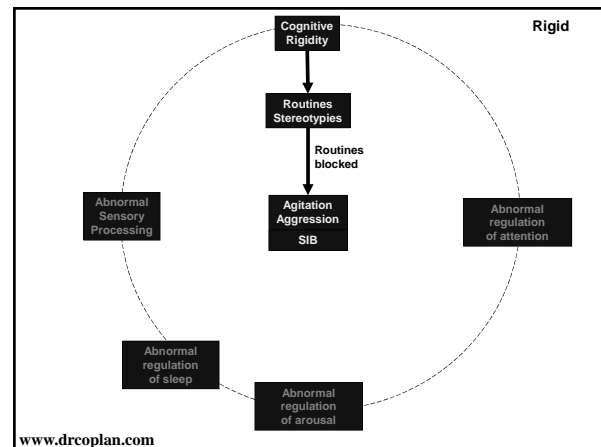 Cognitive
Rigidity
Rigid
Routines
Stereotypies
Routines
blocked
Abnormal
Sensory
Processing
Agitation
Aggression
SIB
Abnormal
regulation
of attention
Abnormal
regulation
of sleep
Abnormal
regulation
of arousal
www.drcoplan.com